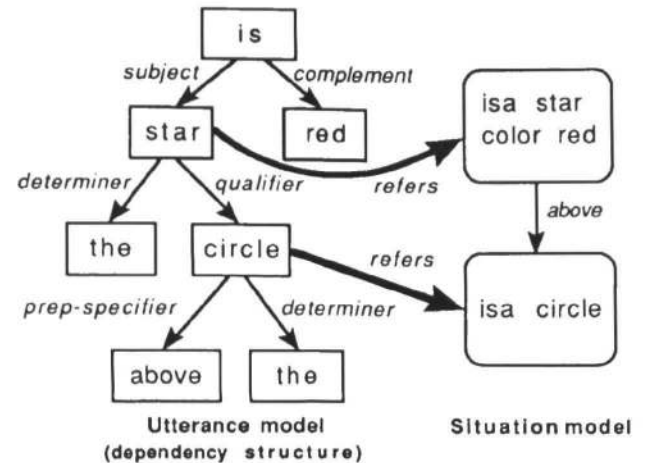 is
subject
complement
star
red
isa star
color red
determiner
qualifier
refers
above
the
circle
refers
prep-specifier
determiner
isa circle
above
the
Utterance model
(dependency structure)
Situation model